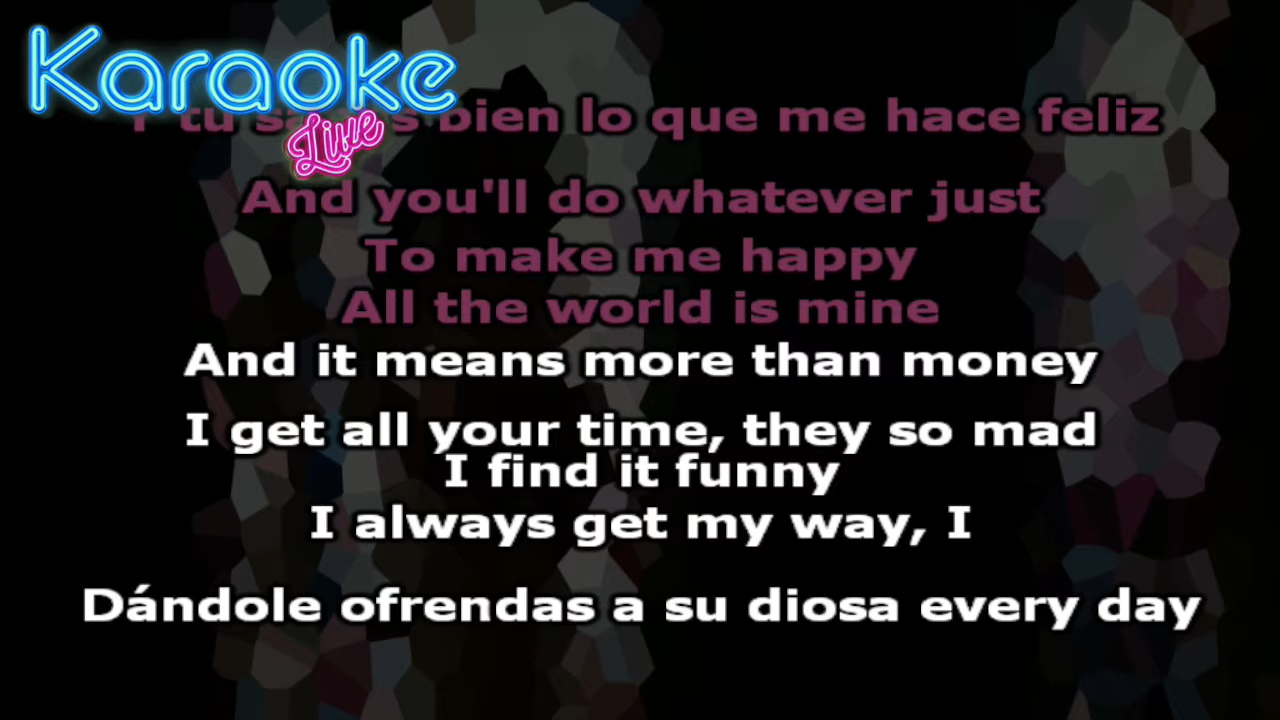 Karaoke
Live
tu s s bien lo que me hace feliz
And you'll do whatever just
To make me happy
All the world is mine
And it means more than money
I get all your time, they so mad
I find it funny
I always get my way, I
Dándole ofrendas a su diosa every day